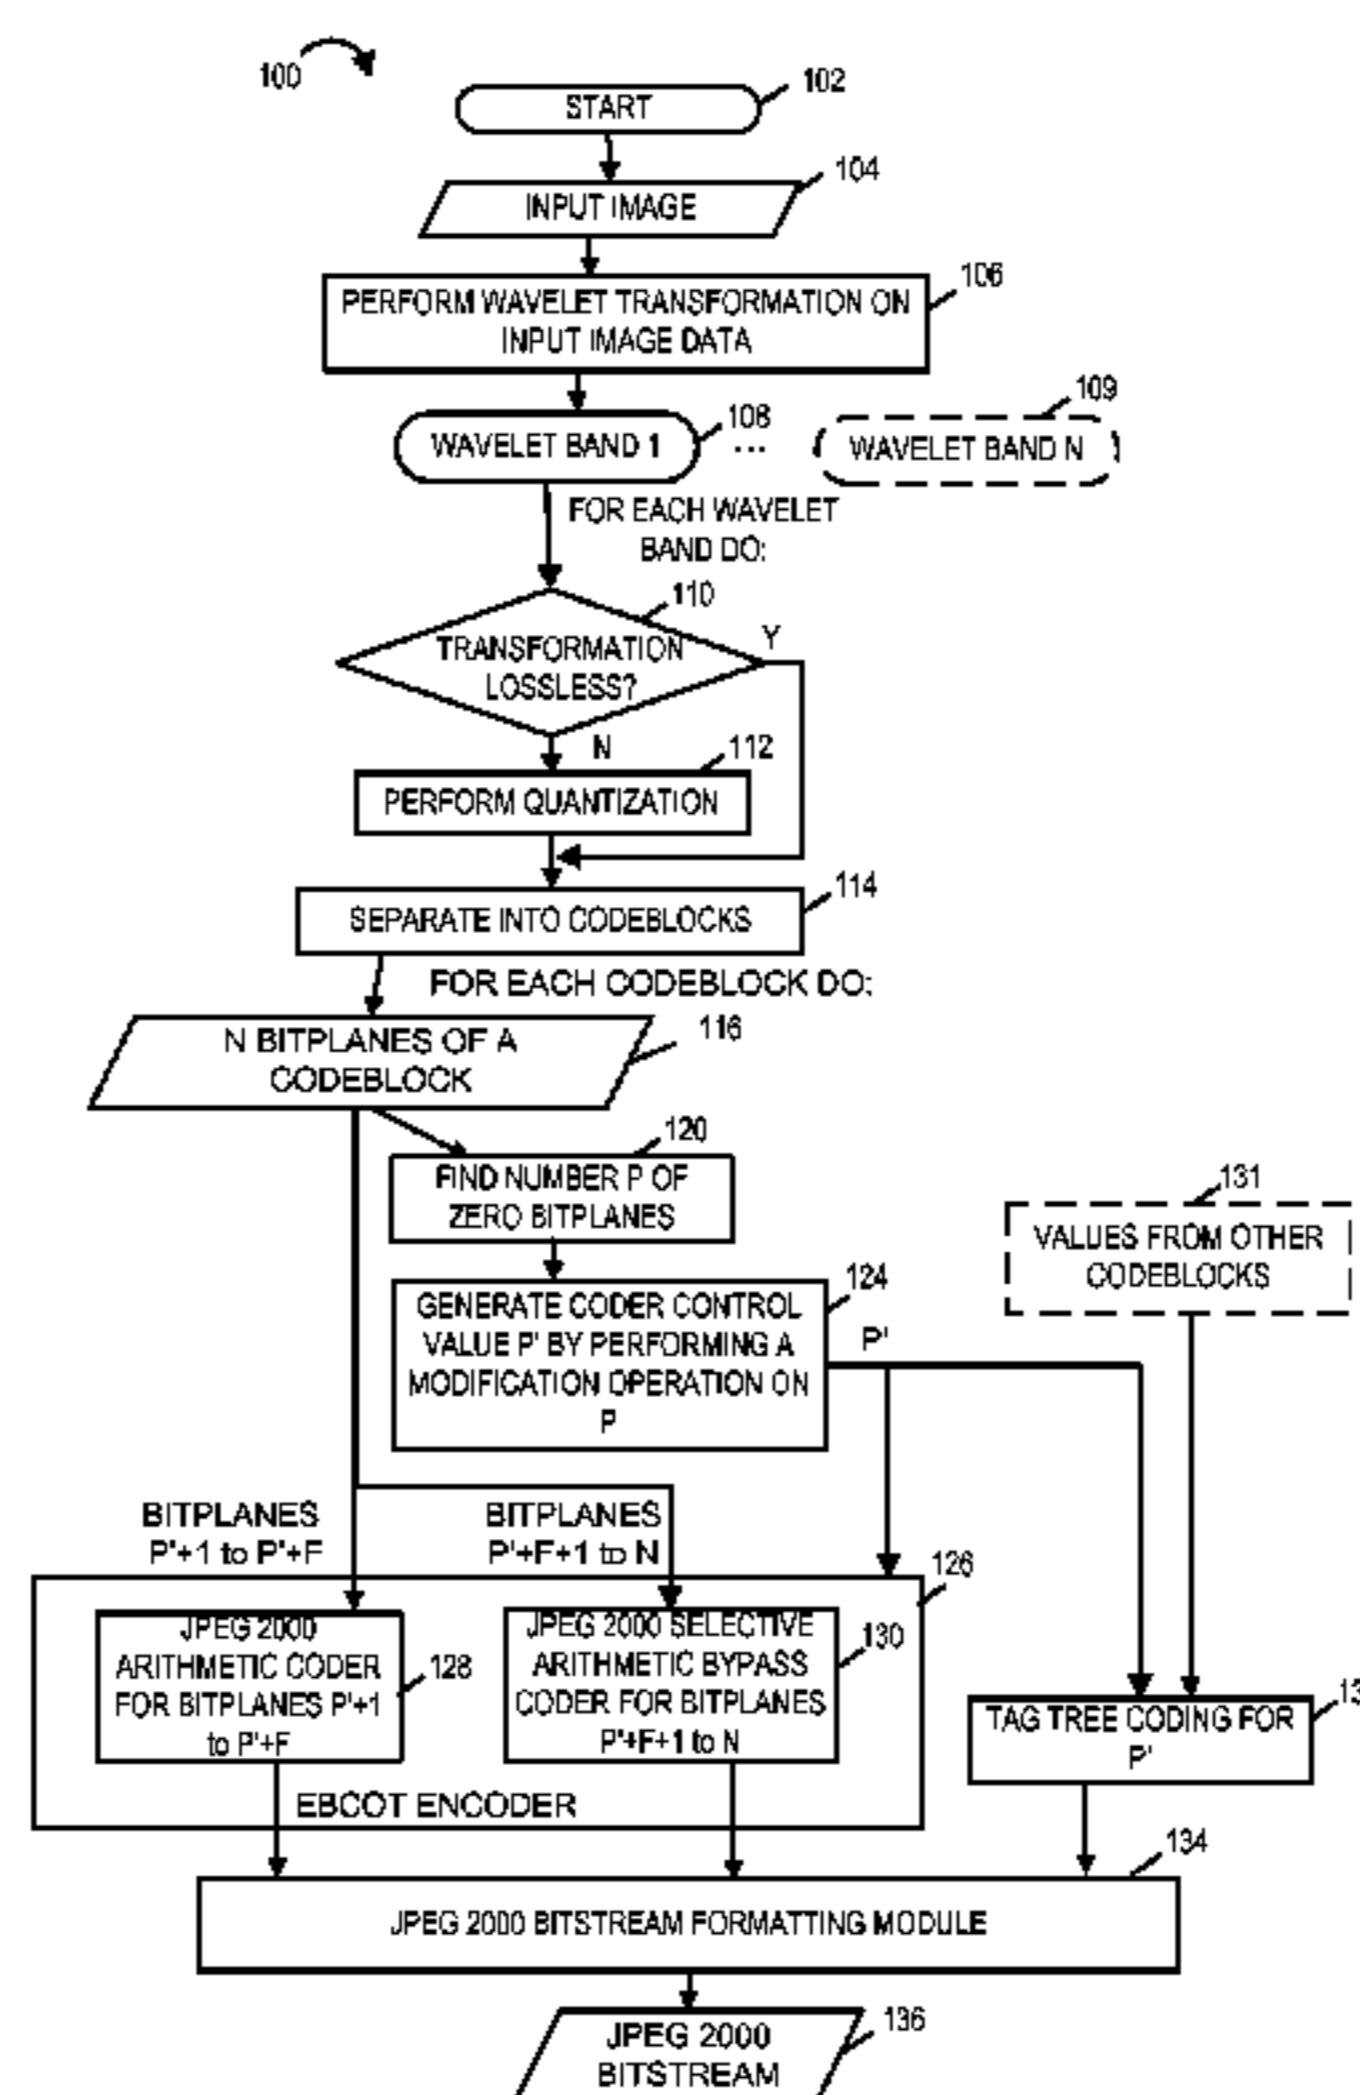 100
START
102
INPUT IMAGE
104
PERFORM WAVELET TRANSFORMATION ON
INPUT IMAGE DATA
106
WAVELET BAND 1
108
...
WAVELET BAND N
109
FOR EACH WAVELET
BAND DO:
110
TRANSFORMATION
LOSSLESS?
Y
N
112
PERFORM QUANTIZATION
SEPARATE INTO CODEBLOCKS
114
FOR EACH CODEBLOCK DO:
N BITPLANES OF A
CODEBLOCK
116
120
FIND NUMBER P OF
ZERO BITPLANES
131
VALUES FROM OTHER
CODEBLOCKS
124
GENERATE CODER CONTROL
VALUE P' BY PERFORMING A
MODIFICATION OPERATION ON
P
P'
BITPLANES
P'+1 to P'+F
BITPLANES
P'+F+1 to N
126
JPEG 2000
ARITHMETIC CODER
FOR BITPLANES P'+1
to P'+F
128
JPEG 2000 SELECTIVE
ARITHMETIC BYPASS
CODER FOR BITPLANES
P'+F+1 to N
130
TAG TREE CODING FOR
P'
EBCOT ENCODER
134
JPEG 2000 BITSTREAM FORMATTING MODULE
JPEG 2000
BITSTREAM
136